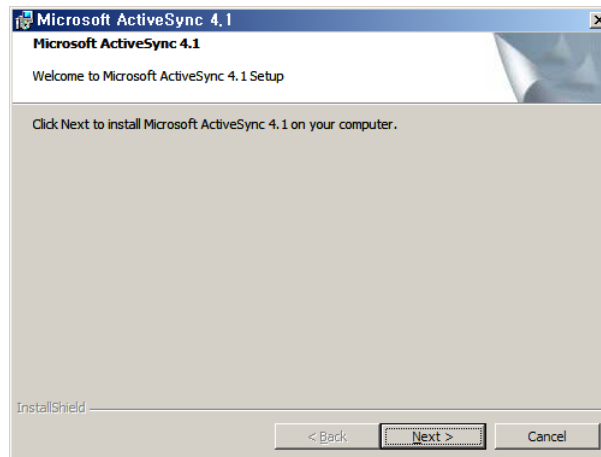 Microsoft ActiveSync 4.1
Microsoft ActiveSync 4.1
Welcome to Microsoft ActiveSync 4.1 Setup
Click Next to install Microsoft ActiveSync 4.1 on your computer.
InstallShield
< Back Next > Cancel